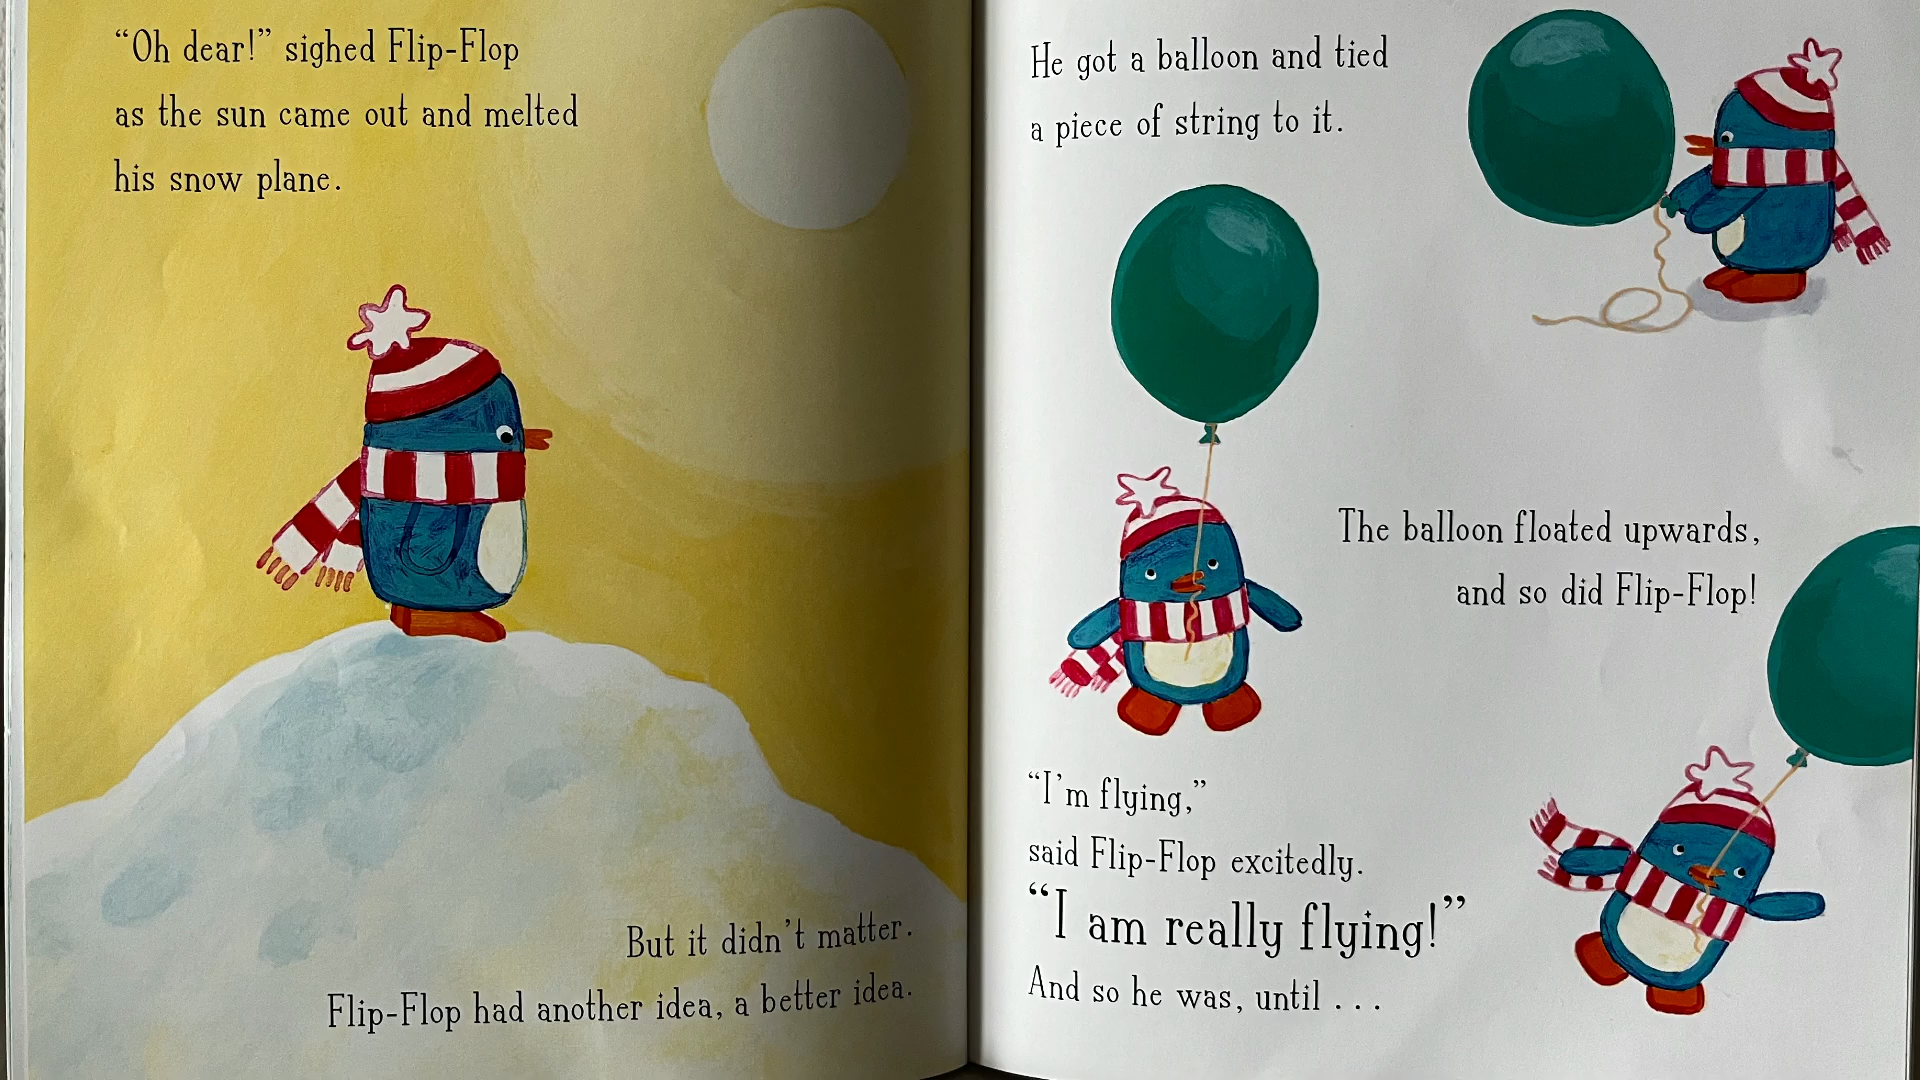 “Oh dear!” sighed Flip-Flop
as the sun came out and melted
his snow plane.
But it didn’t matter.
Flip-Flop had another idea, a better idea.
He got a balloon and tied
a piece of string to it.
The balloon floated upwards,
and so did Flip-Flop!
“I’m flying,”
said Flip-Flop excitedly.
“I am really flying!”
And so he was, until . . .